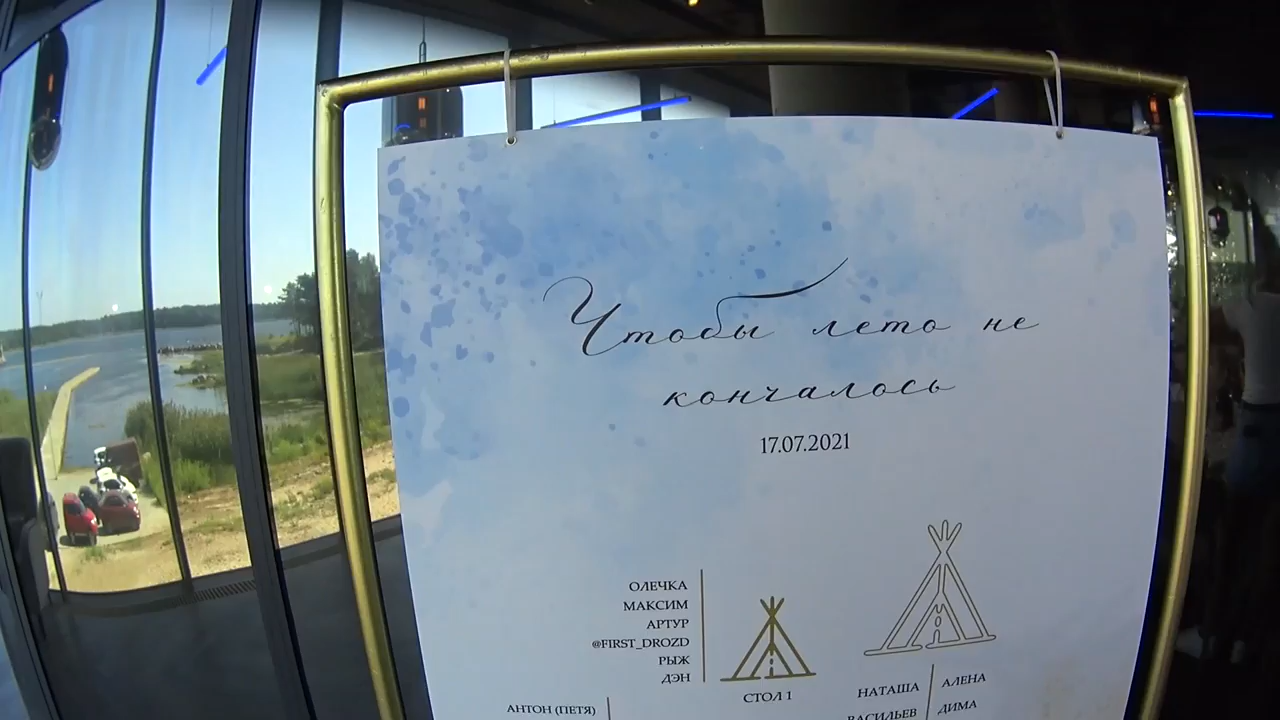 Чтобы лето не
кончалось
17.07.2021
ОЛЕЧКА
МАКСИМ
АРТУР
@FIRST_DROZD
РЫЖ
ДЭН
СТОЛ 1
АНТОН (ПЕТЯ)
НАТАША
ВАСИЛЬЕВ
АЛЕНА
ДИМА